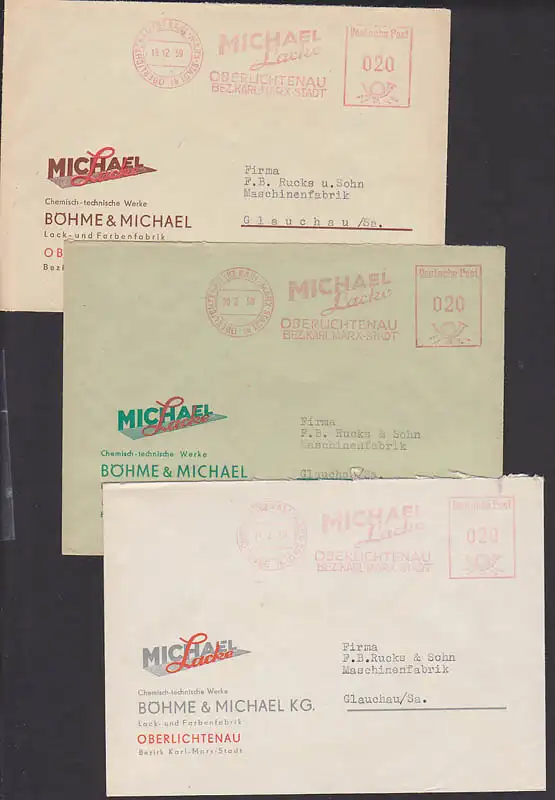 MICHAEL
Lacke
OBERLICHTENAU
BEZ. KARL-MARX-STADT
Deutsche Post
020
MICHAEL
Lacke
Chemisch-technische Werke
BÖHME & MICHAEL
Lack- und Farbenfabrik
OB
Bez
Firma
F.B. Rucks u.Sohn
Maschinenfabrik
Glauchau/Sa.
MICHAEL
Lacke
OBERLICHTENAU
BEZ. KARL-MARX-STADT
Deutsche Post
020
MICHAEL
Lacke
Chemisch-technische Werke
BÖHME & MICHAEL
Firma
F.B. Rucks & Sohn
Maschinenfabrik
Glauchau/Sa.
MICHAEL
Lacke
OBERLICHTENAU
BEZ. KARL-MARX-STADT
Deutsche Post
020
MICHAEL
Lacke
Chemisch-technische Werke
BÖHME & MICHAEL KG.
Lack- und Farbenfabrik
OBERLICHTENAU
Bezirk Karl-Marx-Stadt
Firma
F.B.Rucks & Sohn
Maschinenfabrik
Glauchau/Sa.